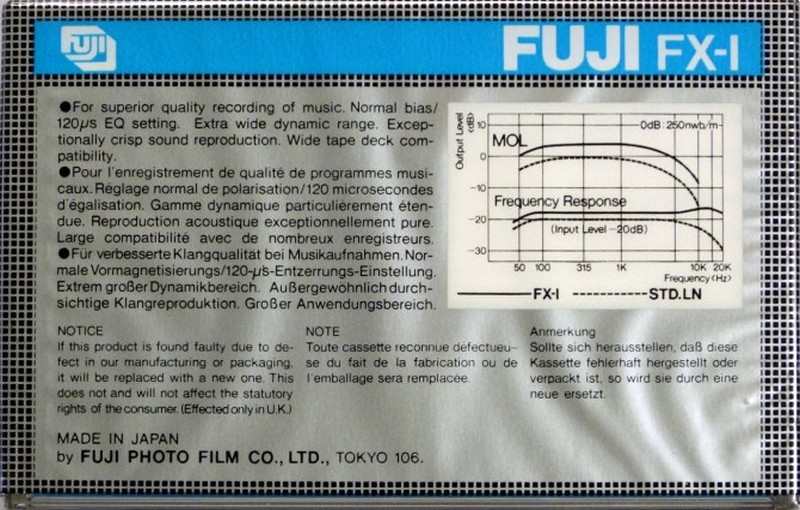 FUJI
FUJI FX-I
●For superior quality recording of music. Normal bias/
120µs EQ setting. Extra wide dynamic range. Excep-
tionally crisp sound reproduction. Wide tape deck com-
patibility.
●Pour l'enregistrement de qualité de programmes musi-
caux. Réglage normal de polarisation/120 microsecondes
d'égalisation. Gamme dynamique particulièrement éten-
due. Reproduction acoustique exceptionnellement pure.
Large compatibilité avec de nombreux enregistreurs.
●Für verbesserte Klangqualität bei Musikaufnahmen. Nor-
male Vormagnetisierungs/120-µs-Entzerrungs-Einstellung.
Extrem großer Dynamikbereich. Außergewöhnlich durch-
sichtige Klangreproduktion. Großer Anwendungsbereich.
Output Level (dB)
10
0
-10
-20
-30
0dB: 250nwb/m
MOL
Frequency Response
(Input Level -20dB)
50 100 315 1K 10K 20K
Frequency (Hz)
FX-I STD.LN
NOTICE
If this product is found faulty due to de-
fect in our manufacturing or packaging,
it will be replaced with a new one. This
does not and will not affect the statutory
rights of the consumer. (Effected only in U.K.)
NOTE
Toute cassette reconnue défectueu-
se du fait de la fabrication ou de
l'emballage sera remplacée.
Anmerkung
Sollte sich herausstellen, daß diese
Kassette fehlerhaft hergestellt oder
verpackt ist, so wird sie durch eine
neue ersetzt.
MADE IN JAPAN
by FUJI PHOTO FILM CO., LTD., TOKYO 106.